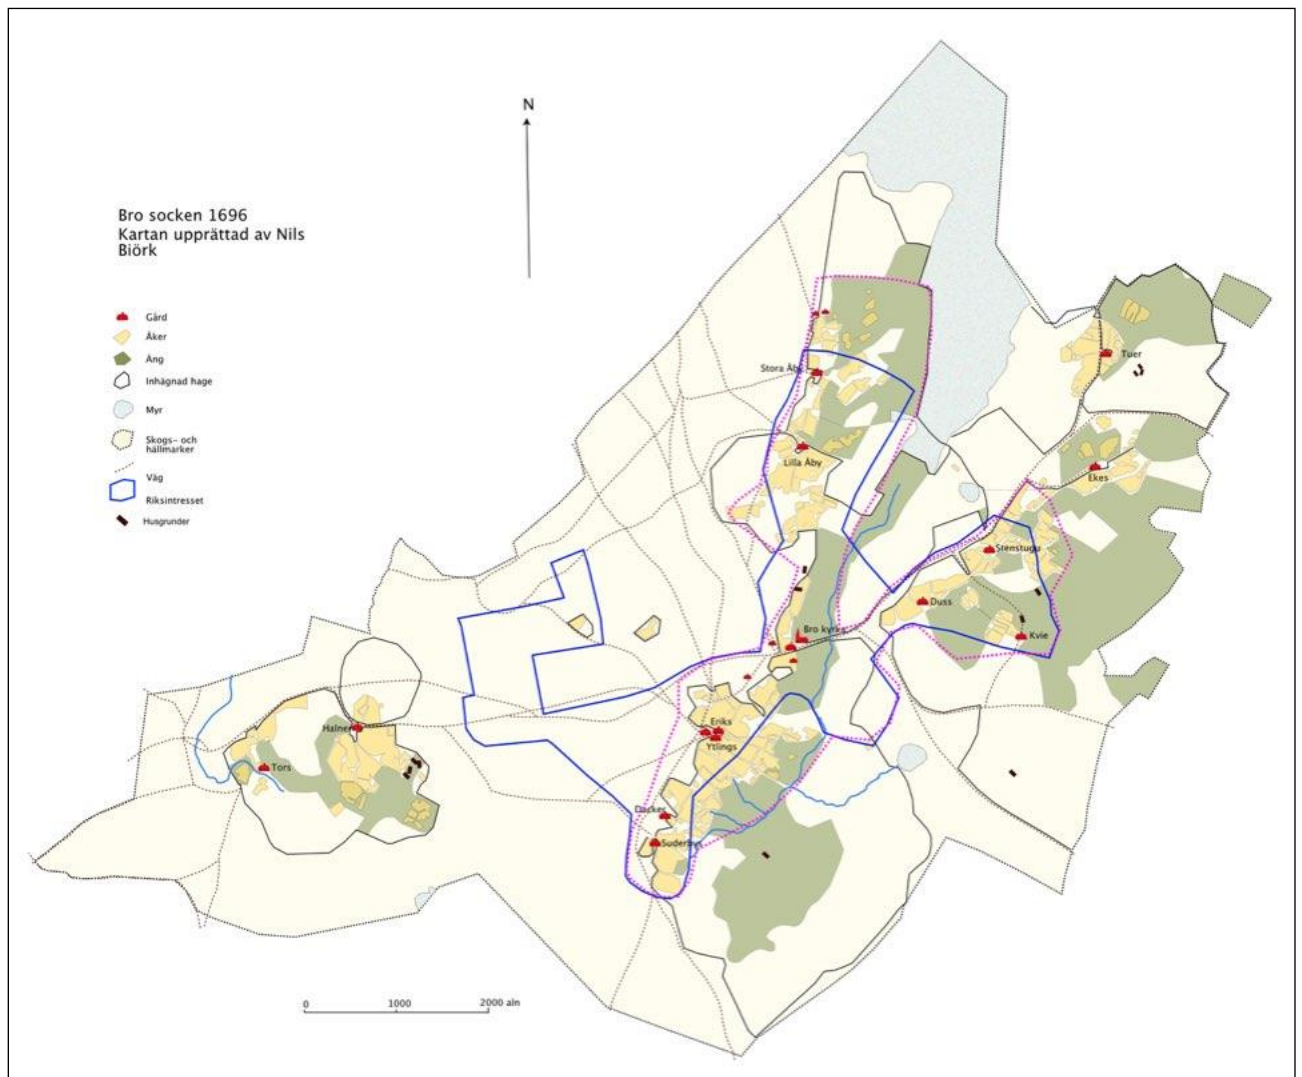 N
Bro socken 1696
Kartan upprättad av Nils
Biörk
Gård
Åker
Äng
Inhägnad hage
Myr
Skogs- och
hällmarker
Väg
Riksintresset
Husgrunder
Stora Åby
Lilla Åby
Tuer
Ekes
Stenstugu
Duss
Kvie
Bro kyrka
Eriks
Ytlings
Halner
Tors
Suderbys
0 1000 2000 aln